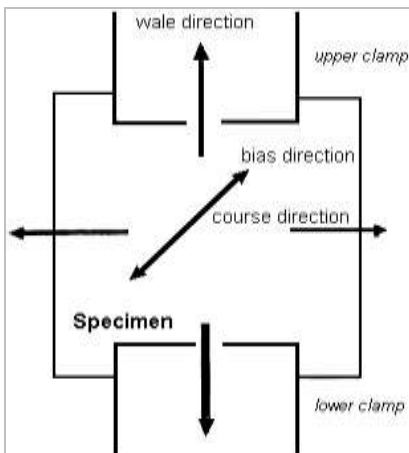 wale direction
upper clamp
bias direction
course direction
Specimen
lower clamp